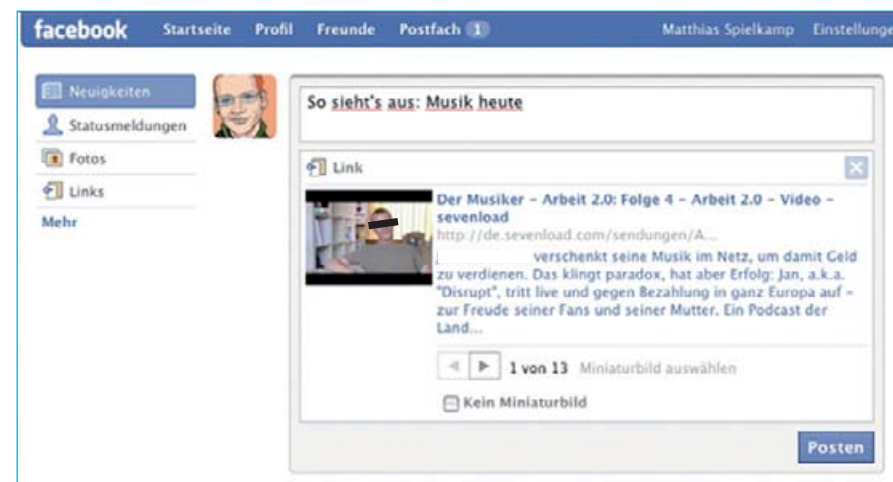 facebook Startseite Profil Freunde Postfach 1 Matthias Spielkamp Einstellunge
Neuigkeiten
Statusmeldungen
Fotos
Links
Mehr
So sieht's aus: Musik heute
Link
Der Musiker – Arbeit 2.0: Folge 4 – Arbeit 2.0 – Video –
sevenload
http://de.sevenload.com/sendungen/A...
verschenkt seine Musik im Netz, um damit Geld
zu verdienen. Das klingt paradox, hat aber Erfolg: Jan, a.k.a.
"Disrupt", tritt live und gegen Bezahlung in ganz Europa auf –
zur Freude seiner Fans und seiner Mutter. Ein Podcast der
Land...
1 von 13 Miniaturbild auswählen
Kein Miniaturbild
Posten